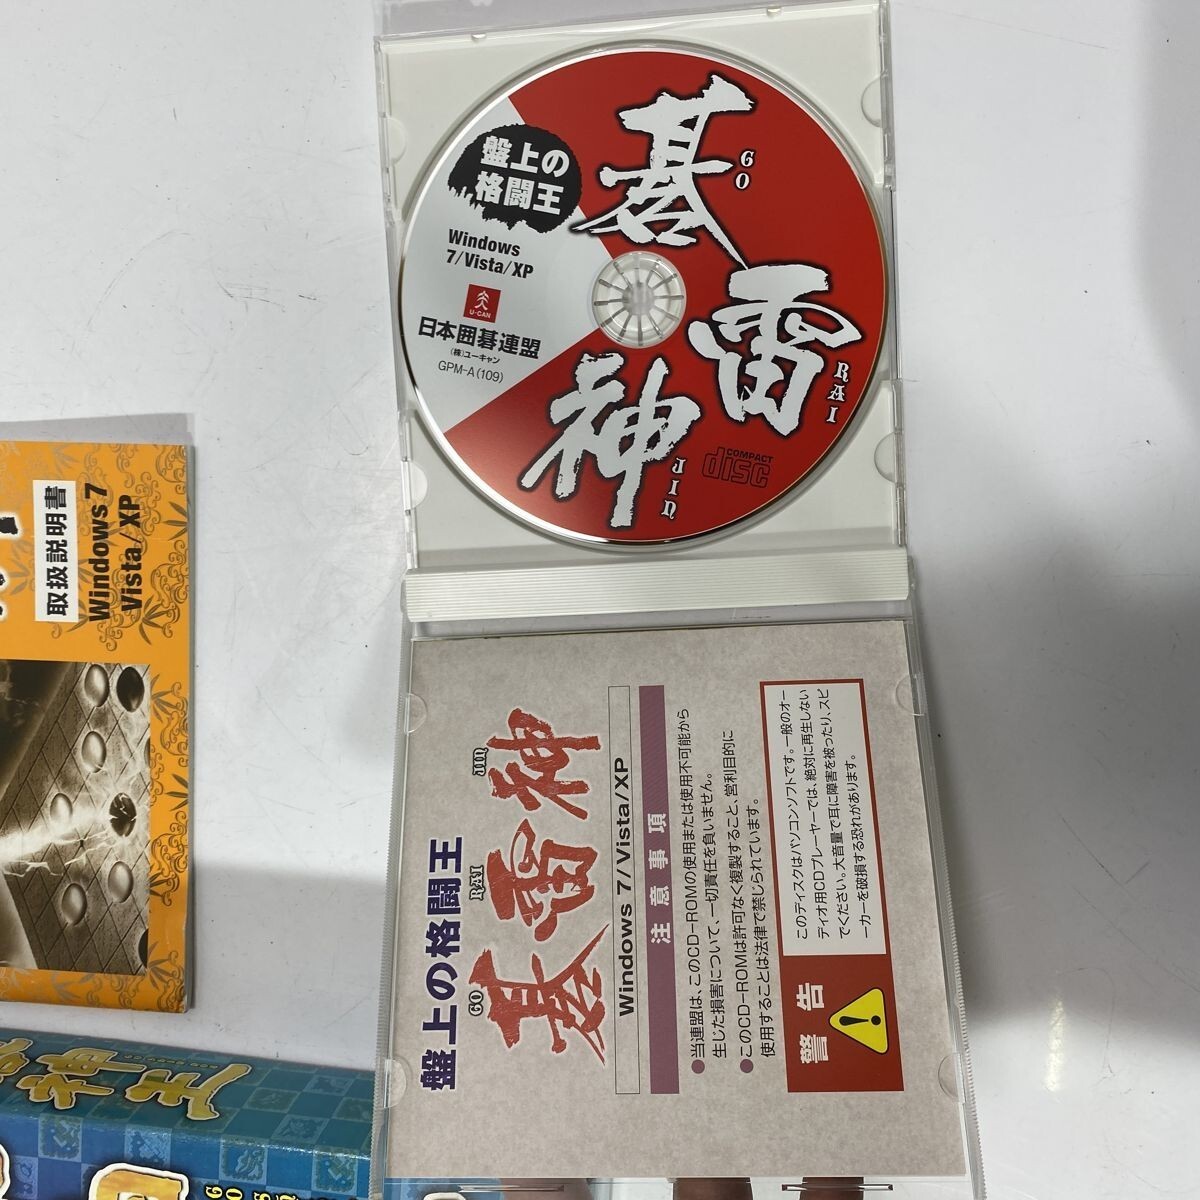 盤上の
格闘王
碁
GO
雷
RAI
神
JIN
Windows
7/Vista/XP
U-CAN
日本囲碁連盟
(株)ユーキャン
GPM-A(109)
COMPACT
disc
盤上の格闘王
GO
RAI
JIN
碁雷神
Windows 7/Vista/XP
注意事項
●当連盟は、このCD-ROMの使用または使用不可能から
生じた損害について、一切責任を負いません。
●このCD-ROMは許可なく複製すること、営利目的に
使用することは法律で禁じられています。
警告
このディスクはパソコンソフトです。一般のオー
ディオ用CDプレーヤーでは、絶対に再生しない
でください。大音量で耳に障害を被ったり、スピ
ーカーを破損する恐れがあります。
取扱説明書
Windows 7
Vista/XP